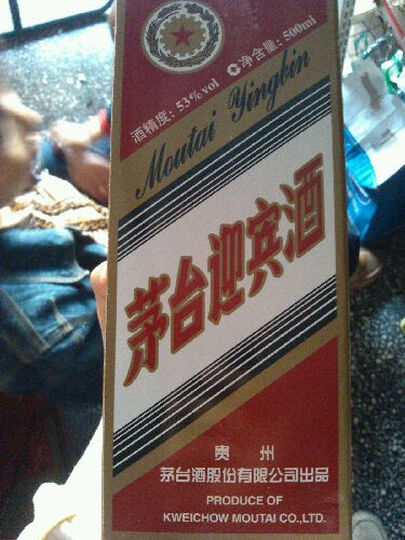 酒精度：53%vol 净含量：500ml
Moutai Yingbin
茅台迎宾酒
贵州
茅台酒股份有限公司出品
PRODUCE OF
KWEICHOW MOUTAI CO.,LTD.